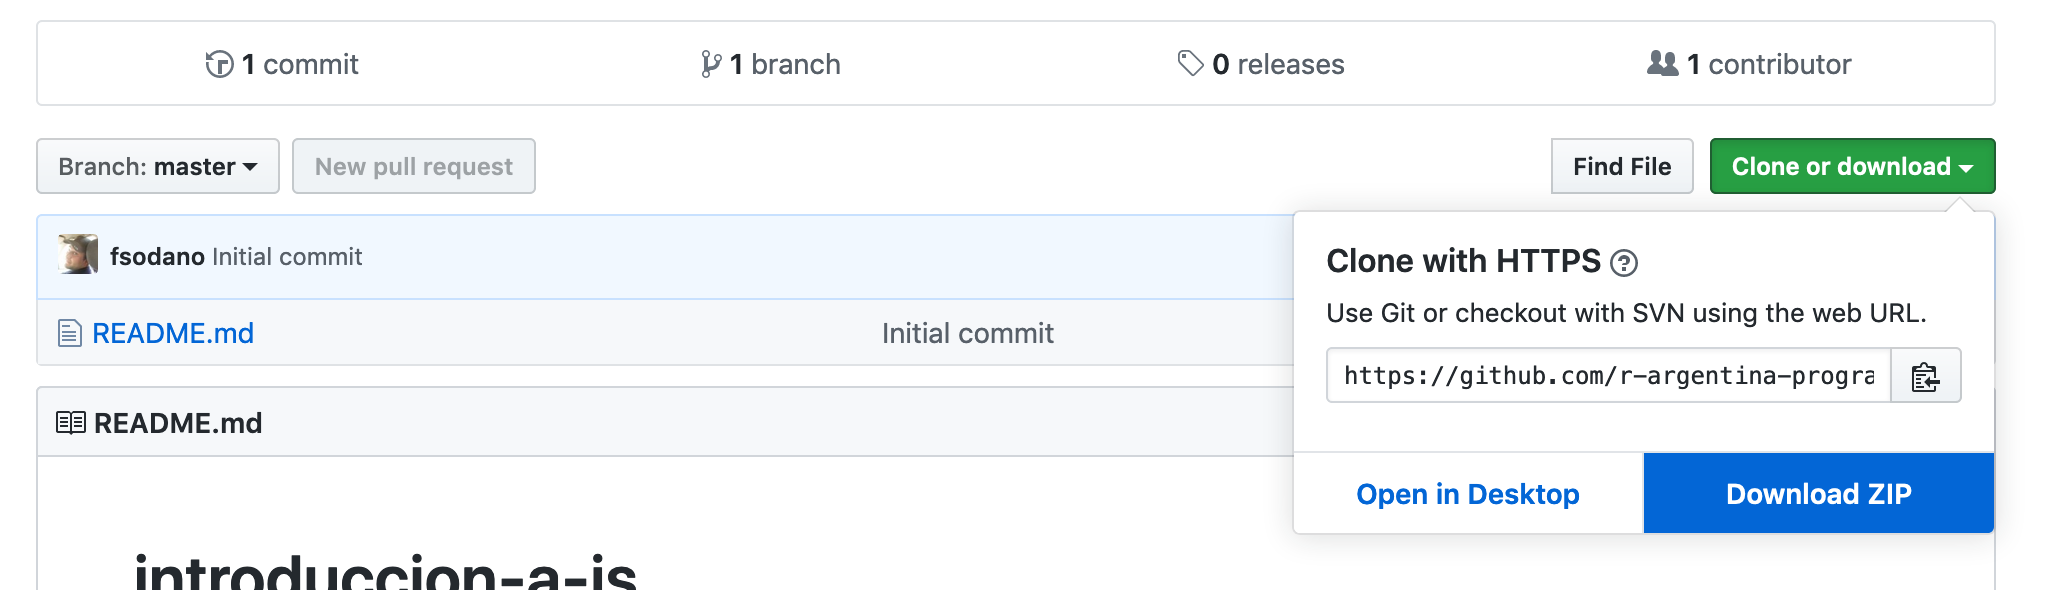 1 commit
1 branch
0 releases
1 contributor
Branch: master
New pull request
Find File
Clone or download
fsodano Initial commit
README.md
Initial commit
README.md
introduccion-a-js
Clone with HTTPS
Use Git or checkout with SVN using the web URL.
https://github.com/r-argentina-progra
Open in Desktop
Download ZIP